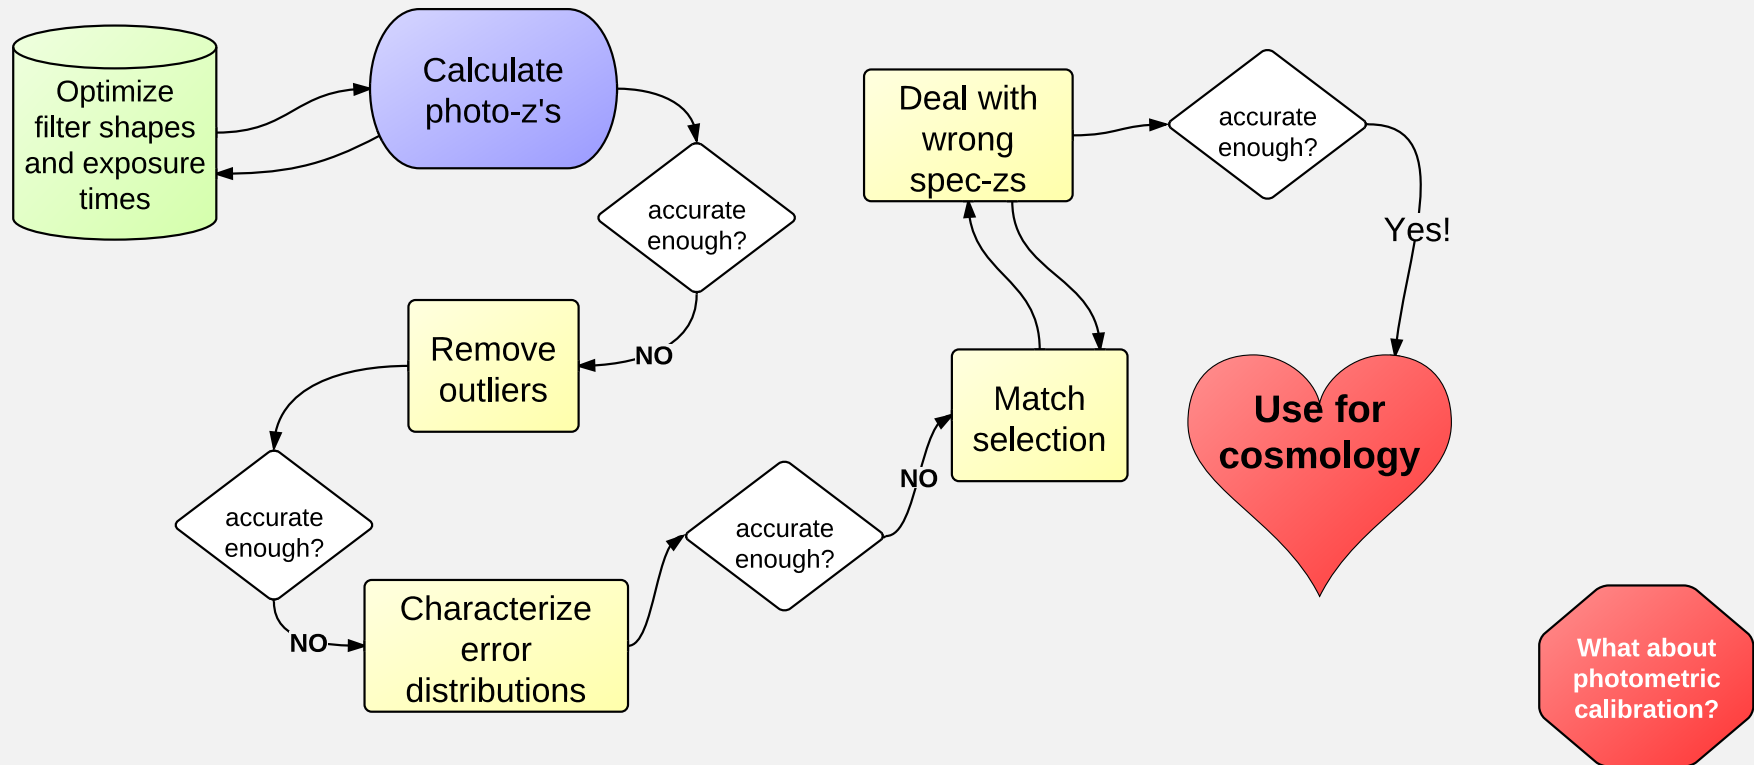 Optimize
filter shapes
and exposure
times
Calculate
photo-z's
accurate
enough?
NO
Remove
outliers
accurate
enough?
NO
Characterize
error
distributions
accurate
enough?
NO
Match
selection
Deal with
wrong
spec-zs
accurate
enough?
Yes!
Use for
cosmology
What about
photometric
calibration?